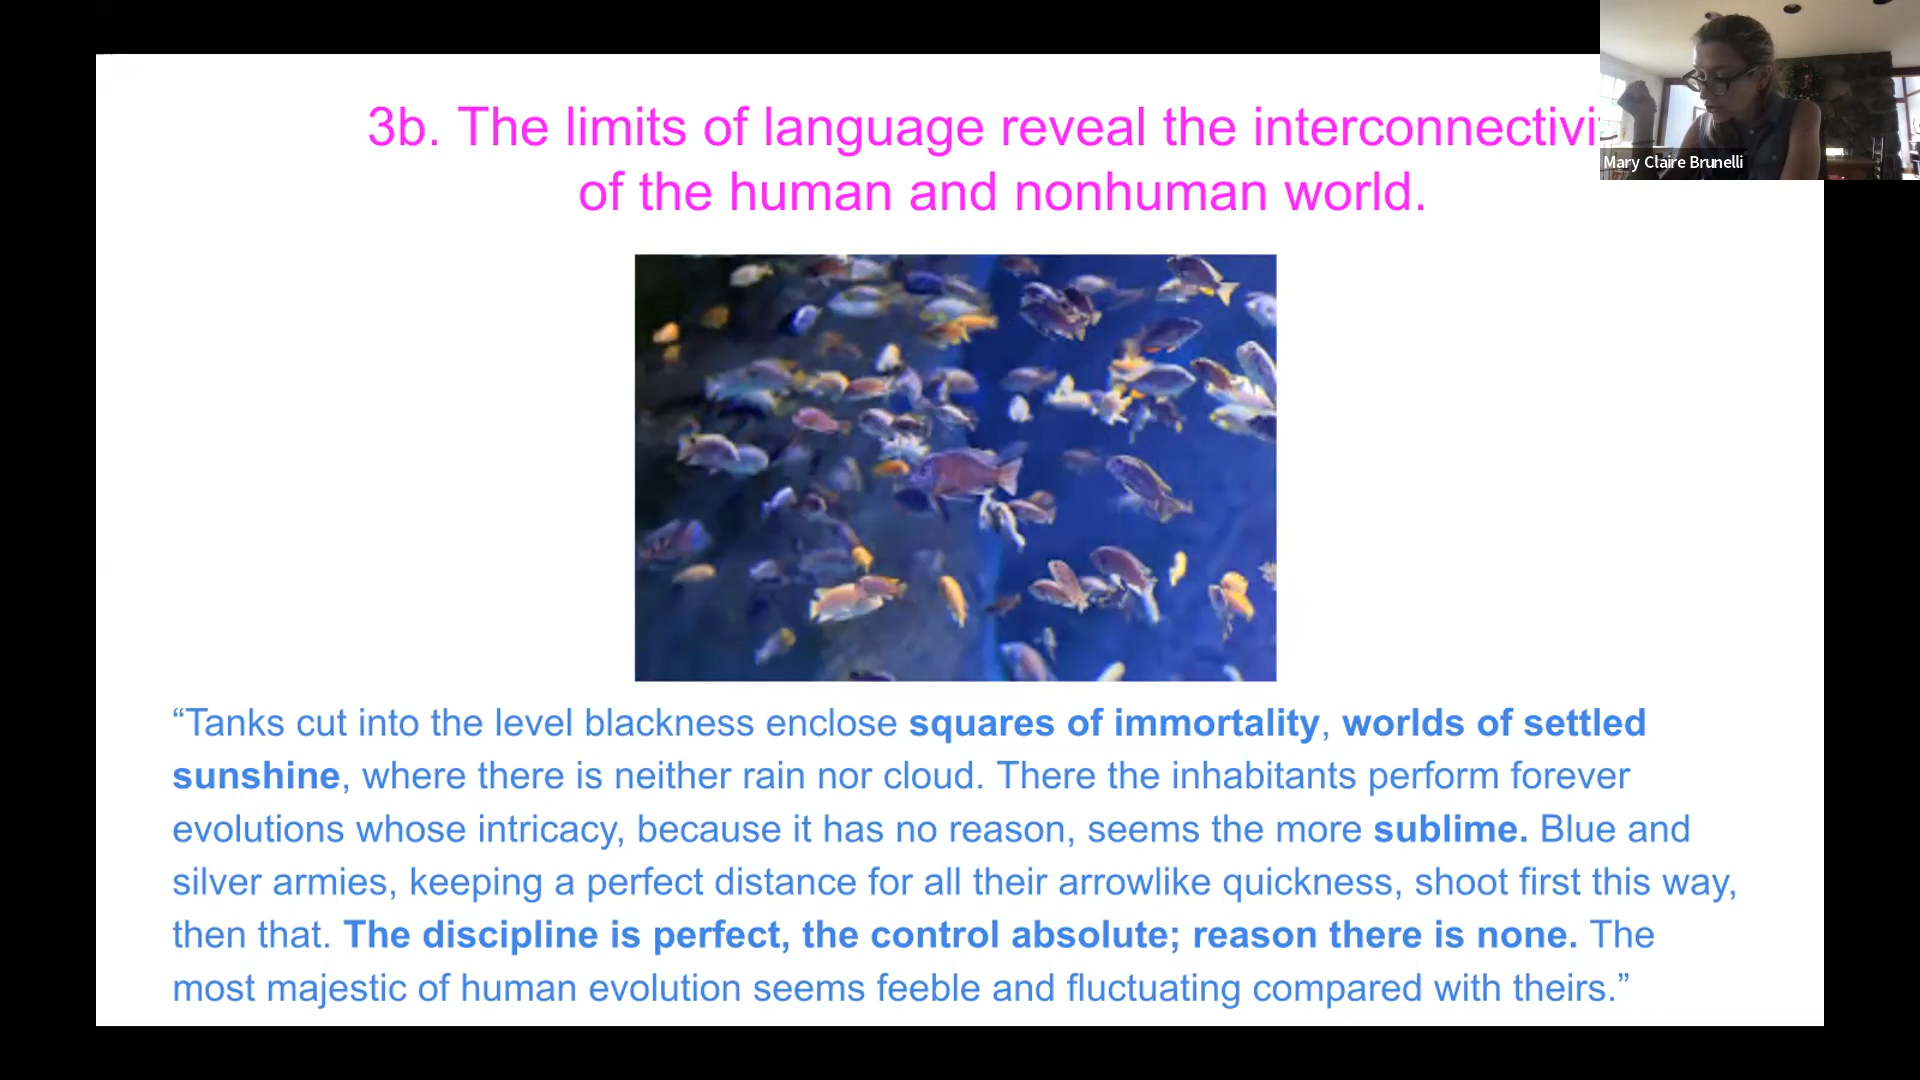 3b. The limits of language reveal the interconnectivi
of the human and nonhuman world.
Mary Claire Brunelli
“Tanks cut into the level blackness enclose squares of immortality, worlds of settled
sunshine, where there is neither rain nor cloud. There the inhabitants perform forever
evolutions whose intricacy, because it has no reason, seems the more sublime. Blue and
silver armies, keeping a perfect distance for all their arrowlike quickness, shoot first this way,
then that. The discipline is perfect, the control absolute; reason there is none. The
most majestic of human evolution seems feeble and fluctuating compared with theirs.”